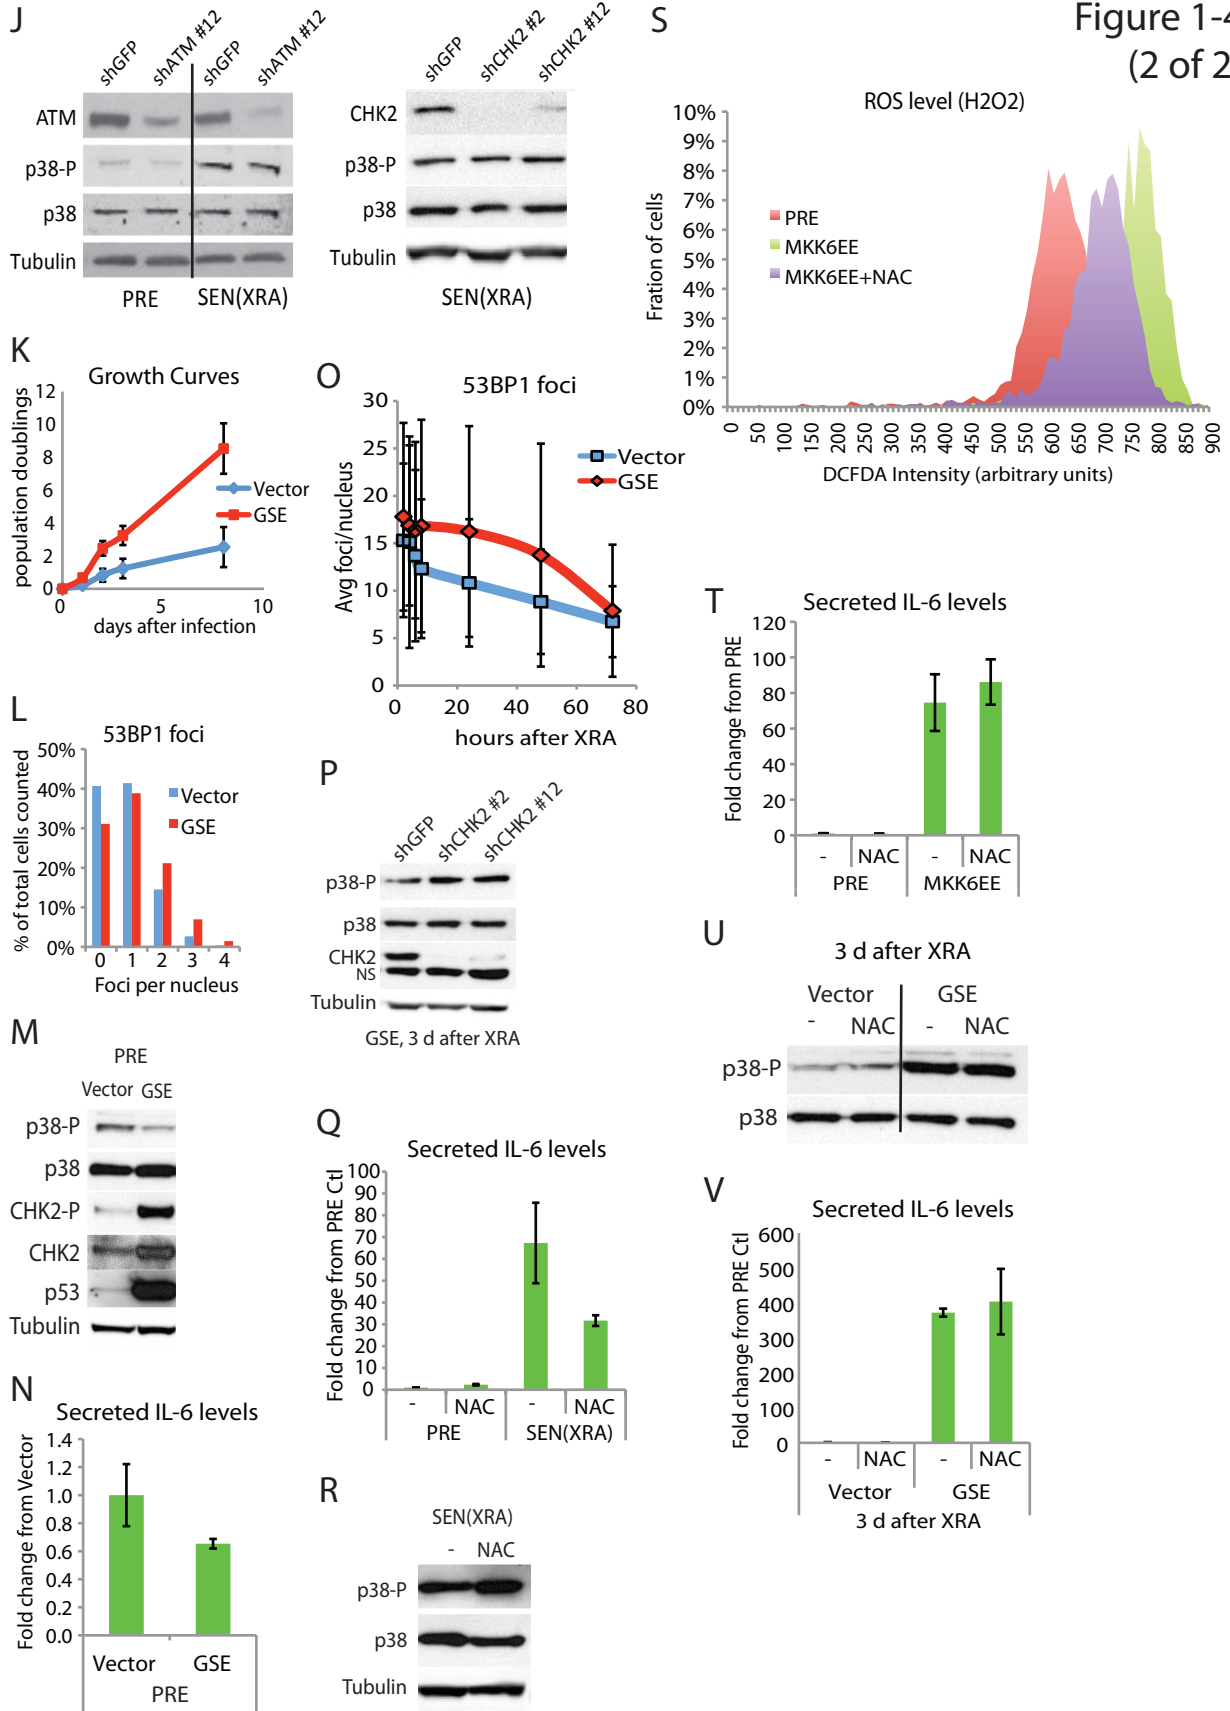 Figure 1-4
(2 of 2
J
shGFP
shATM #12
shGFP
shATM #12
ATM
p38-P
p38
Tubulin
PRE
SEN(XRA)
shGFP
shCHK2 #2
shCHK2 #12
CHK2
p38-P
p38
Tubulin
SEN(XRA)
K
Growth Curves
population doublings
12
10
8
6
4
2
0
Vector
GSE
0 5 10
days after infection
L
53BP1 foci
% of total cells counted
50%
40%
30%
20%
10%
0%
Vector
GSE
0 1 2 3 4
Foci per nucleus
M
PRE
Vector GSE
p38-P
p38
CHK2-P
CHK2
p53
Tubulin
N
Secreted IL-6 levels
Fold change from Vector
1.4
1.2
1.0
0.8
0.6
0.4
0.2
0.0
Vector GSE
PRE
O
53BP1 foci
Avg foci/nucleus
30
25
20
15
10
5
0
Vector
GSE
0 20 40 60 80
hours after XRA
P
shGFP
shCHK2 #2
shCHK2 #12
p38-P
p38
CHK2
NS
Tubulin
GSE, 3 d after XRA
Q
Secreted IL-6 levels
Fold change from PRE Ctl
100
90
80
70
60
50
40
30
20
10
0
- NAC - NAC
PRE SEN(XRA)
R
SEN(XRA)
- NAC
p38-P
p38
Tubulin
S
ROS level (H2O2)
Fration of cells
10%
9%
8%
7%
6%
5%
4%
3%
2%
1%
0%
PRE
MKK6EE
MKK6EE+NAC
0 50 100 150 200 250 300 350 400 450 500 550 600 650 700 750 800 850 900
DCFDA Intensity (arbitrary units)
T
Secreted IL-6 levels
Fold change from PRE
120
100
80
60
40
20
0
- NAC - NAC
PRE MKK6EE
U
3 d after XRA
Vector GSE
- NAC - NAC
p38-P
p38
V
Secreted IL-6 levels
Fold change from PRE Ctl
600
500
400
300
200
100
0
- NAC - NAC
Vector GSE
3 d after XRA